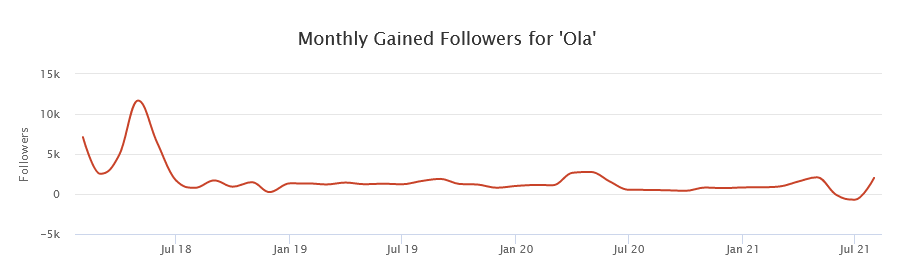 Monthly Gained Followers for 'Ola'
15k
10k
5k
0
−5k
Followers
Jul 18
Jan 19
Jul 19
Jan 20
Jul 20
Jan 21
Jul 21